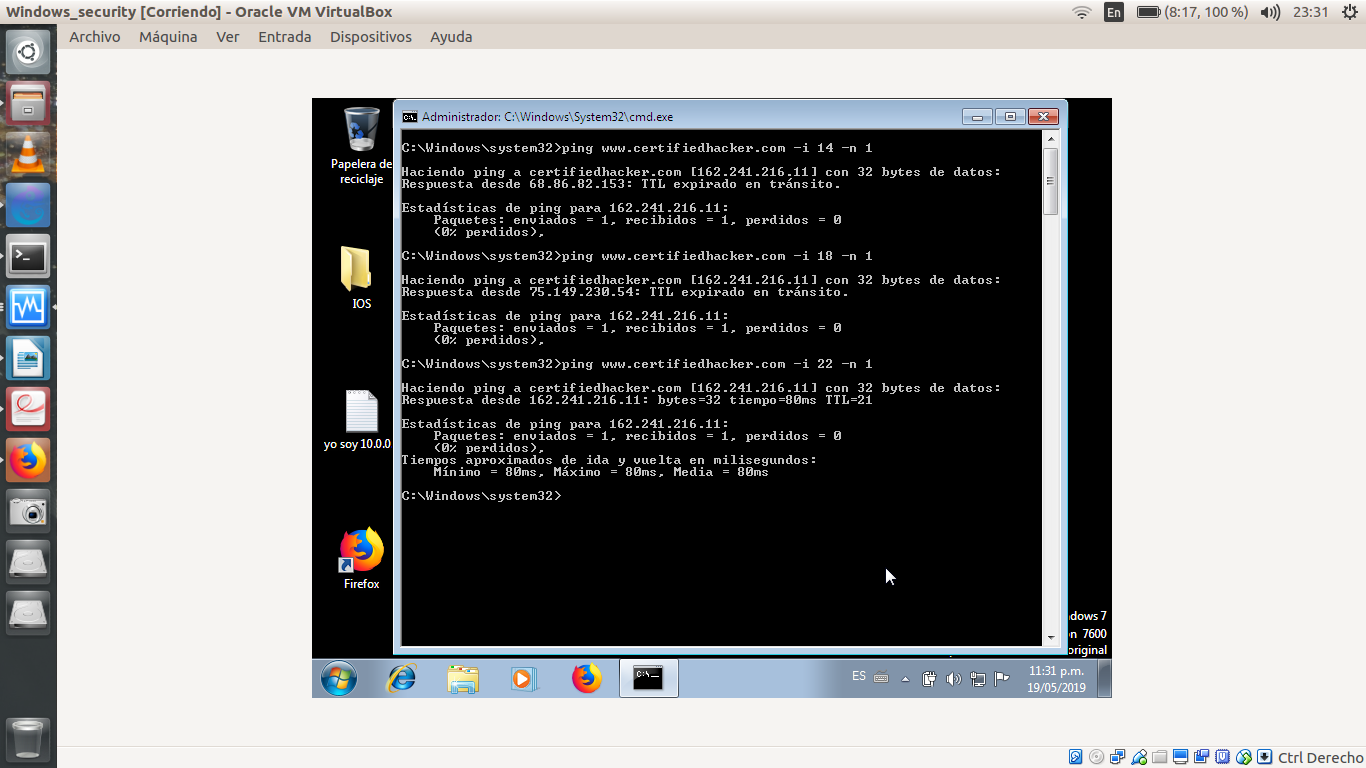 Windows_security [Corriendo] - Oracle VM VirtualBox
En
(8:17, 100 %)
23:31
Archivo Máquina Ver Entrada Dispositivos Ayuda
Papelera de
reciclaje
IOS
yo soy 10.0.0
Firefox
Administrador: C:\Windows\System32\cmd.exe
C:\Windows\system32>ping www.certifiedhacker.com -i 14 -n 1
Haciendo ping a certifiedhacker.com [162.241.216.11] con 32 bytes de datos:
Respuesta desde 68.86.82.153: TTL expirado en tránsito.
Estadísticas de ping para 162.241.216.11:
Paquetes: enviados = 1, recibidos = 1, perdidos = 0
(0% perdidos),
C:\Windows\system32>ping www.certifiedhacker.com -i 18 -n 1
Haciendo ping a certifiedhacker.com [162.241.216.11] con 32 bytes de datos:
Respuesta desde 75.149.230.54: TTL expirado en tránsito.
Estadísticas de ping para 162.241.216.11:
Paquetes: enviados = 1, recibidos = 1, perdidos = 0
(0% perdidos),
C:\Windows\system32>ping www.certifiedhacker.com -i 22 -n 1
Haciendo ping a certifiedhacker.com [162.241.216.11] con 32 bytes de datos:
Respuesta desde 162.241.216.11: bytes=32 tiempo=80ms TTL=21
Estadísticas de ping para 162.241.216.11:
Paquetes: enviados = 1, recibidos = 1, perdidos = 0
(0% perdidos),
Tiempos aproximados de ida y vuelta en milisegundos:
Mínimo = 80ms, Máximo = 80ms, Media = 80ms
C:\Windows\system32>
dows 7
n 7600
original
ES
11:31 p.m.
19/05/2019
Ctrl Derecho